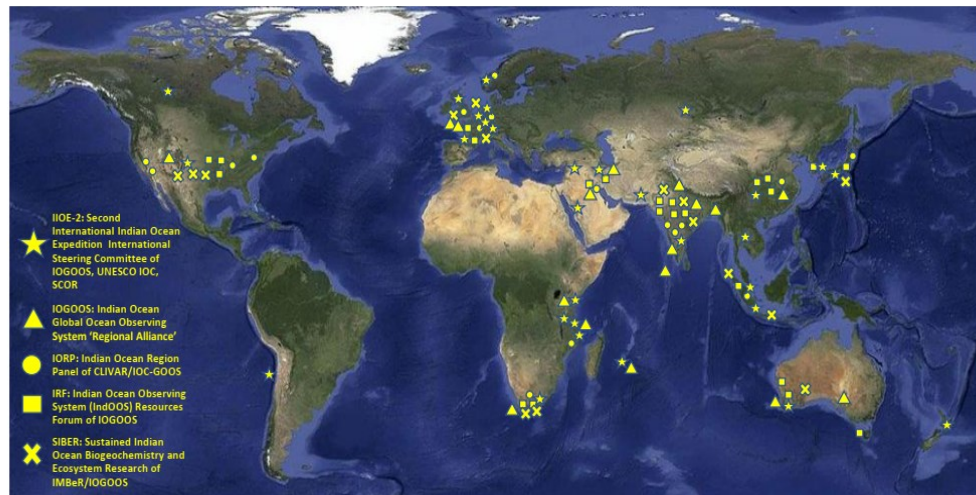 IIOE-2: Second
International Indian Ocean
Expedition International
Steering Committee of
IOGOOS, UNESCO IOC,
SCOR
IOGOOS: Indian Ocean
Global Ocean Observing
System ‘Regional Alliance’
IORP: Indian Ocean Region
Panel of CLIVAR/IOC-GOOS
IRF: Indian Ocean Observing
System (IndOOS) Resources
Forum of IOGOOS
SIBER: Sustained Indian
Ocean Biogeochemistry and
Ecosystem Research of
IMBeR/IOGOOS